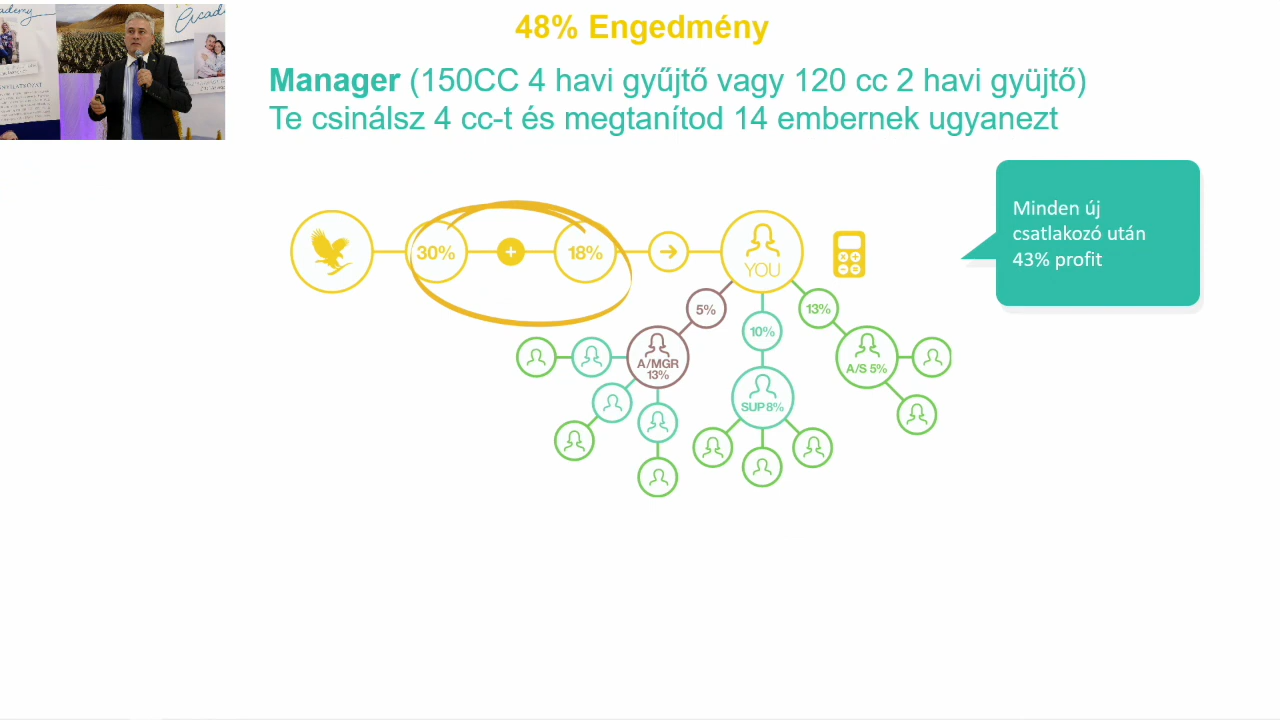 48% Engedmény
Manager (150CC 4 havi gyűjtő vagy 120 cc 2 havi gyüjtő)
Te csinálsz 4 cc-t és megtanítod 14 embernek ugyanezt
Minden új
csatlakozó után
43% profit
30%
+
18%
YOU
5%
10%
13%
A/MGR
13%
SUP 8%
A/S 5%